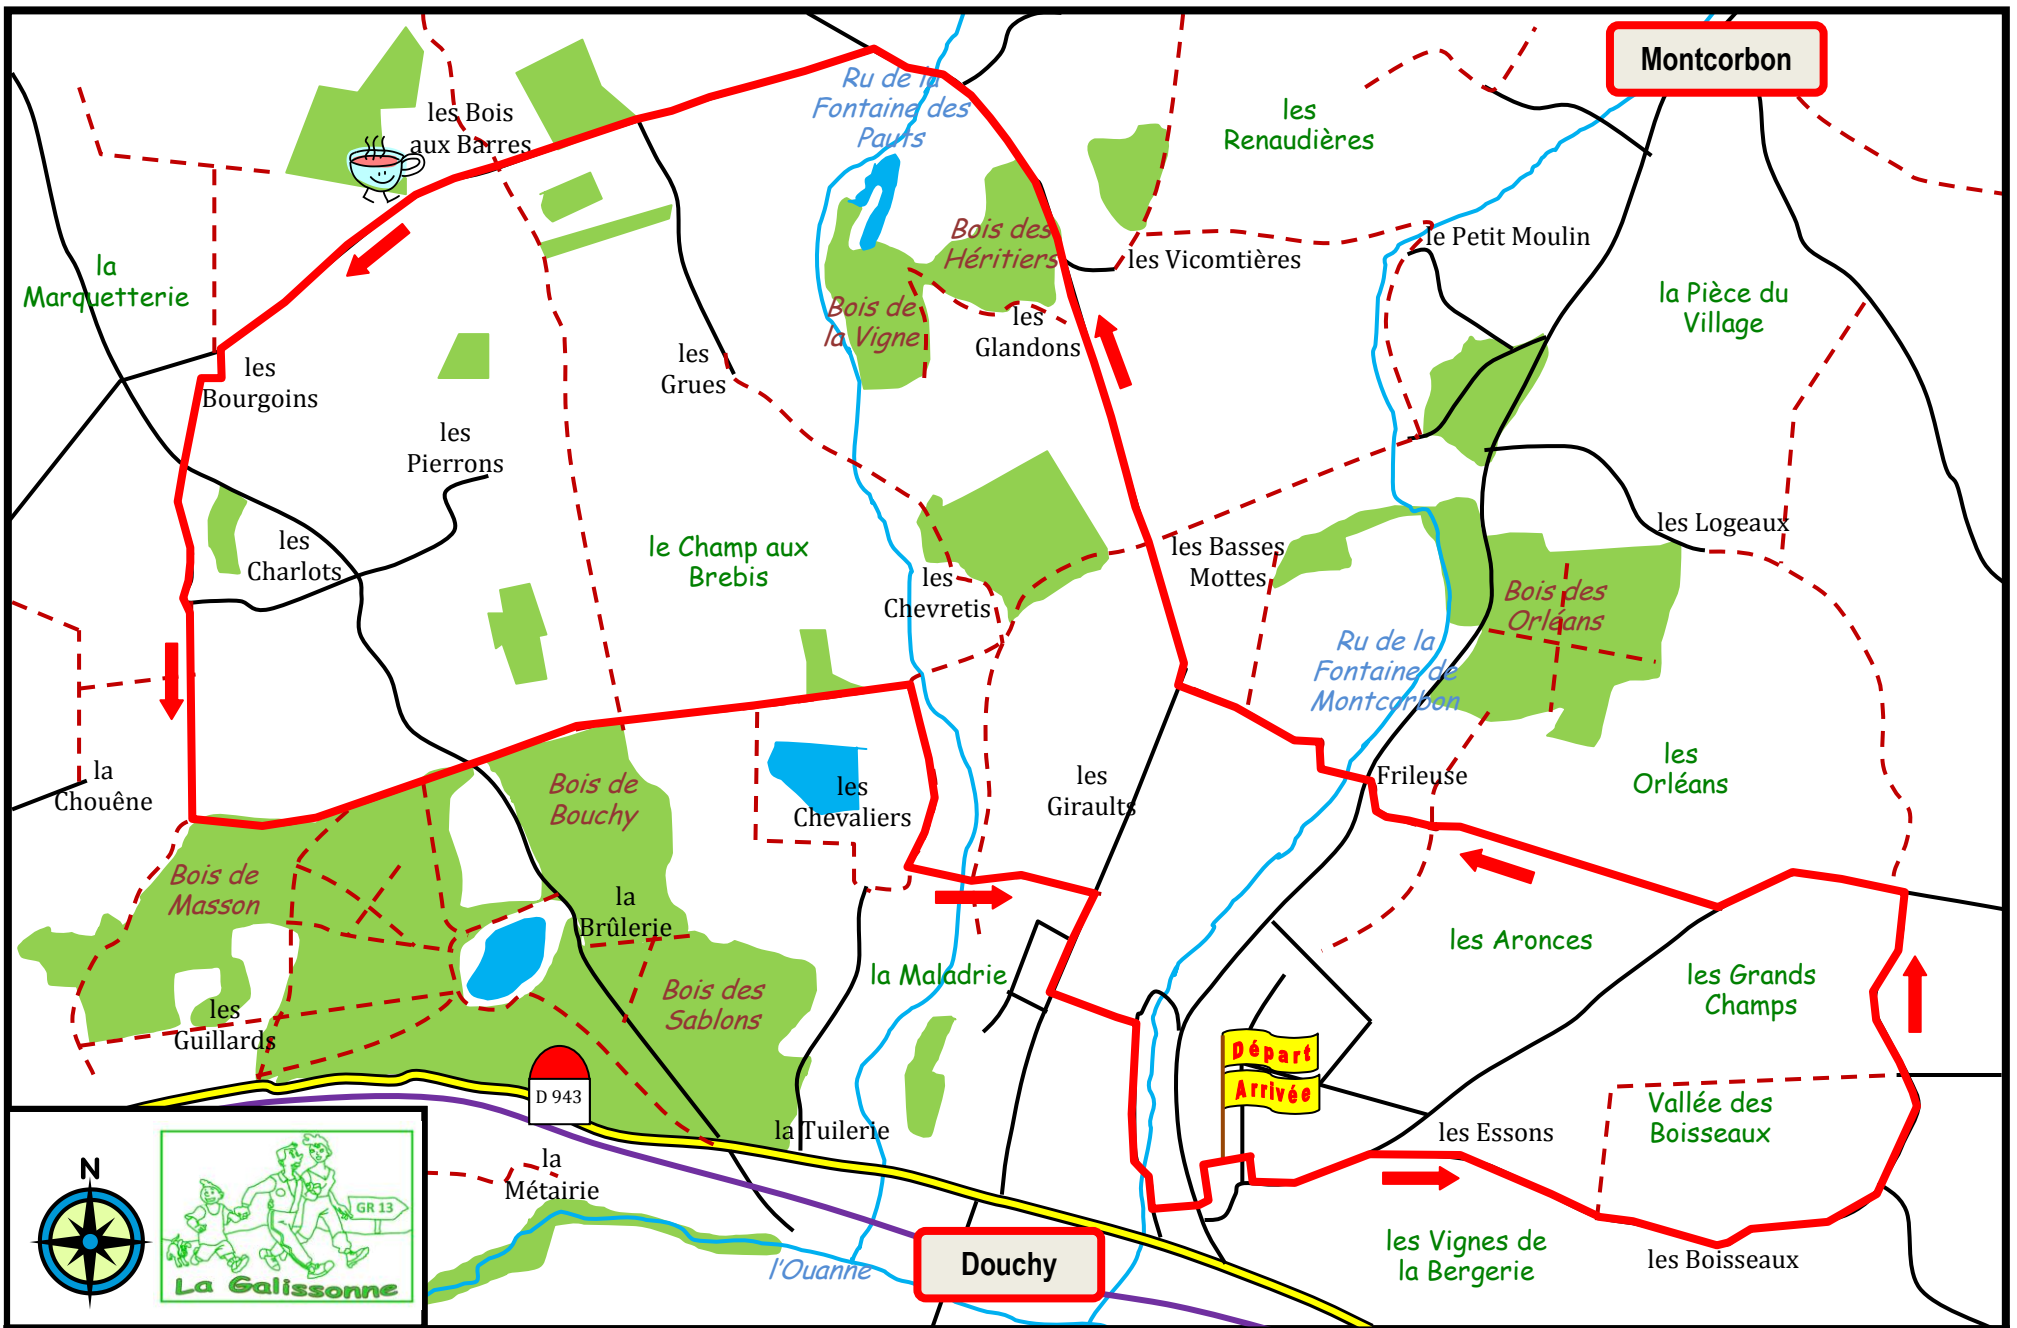 Montcorbon
Ru de la
Fontaine des
Pauts
les Bois
aux Barres
les
Renaudières
Bois des
Héritiers
le Petit Moulin
les Vicomtières
la
Marquetterie
la Pièce du
Village
Bois de
la Vigne
les
Glandons
les
Grues
les
Bourgoins
les
Pierrons
les
Charlots
le Champ aux
Brebis
les
Chevretis
les Basses
Mottes
les Logeaux
Bois des
Orléans
Ru de la
Fontaine de
Montcorbon
la
Chouêne
Bois de
Bouchy
les
Chevaliers
les
Giraults
Frileuse
les
Orléans
Bois de
Masson
la
Brûlerie
les Aronces
la Maladrie
les Grands
Champs
Bois des
Sablons
les
Guillards
Départ
Arrivée
D 943
la Tuilerie
les Essons
Vallée des
Boisseaux
la
Métairie
N
GR 13
La Galissonne
l'Ouanne
Douchy
les Vignes de
la Bergerie
les Boisseaux